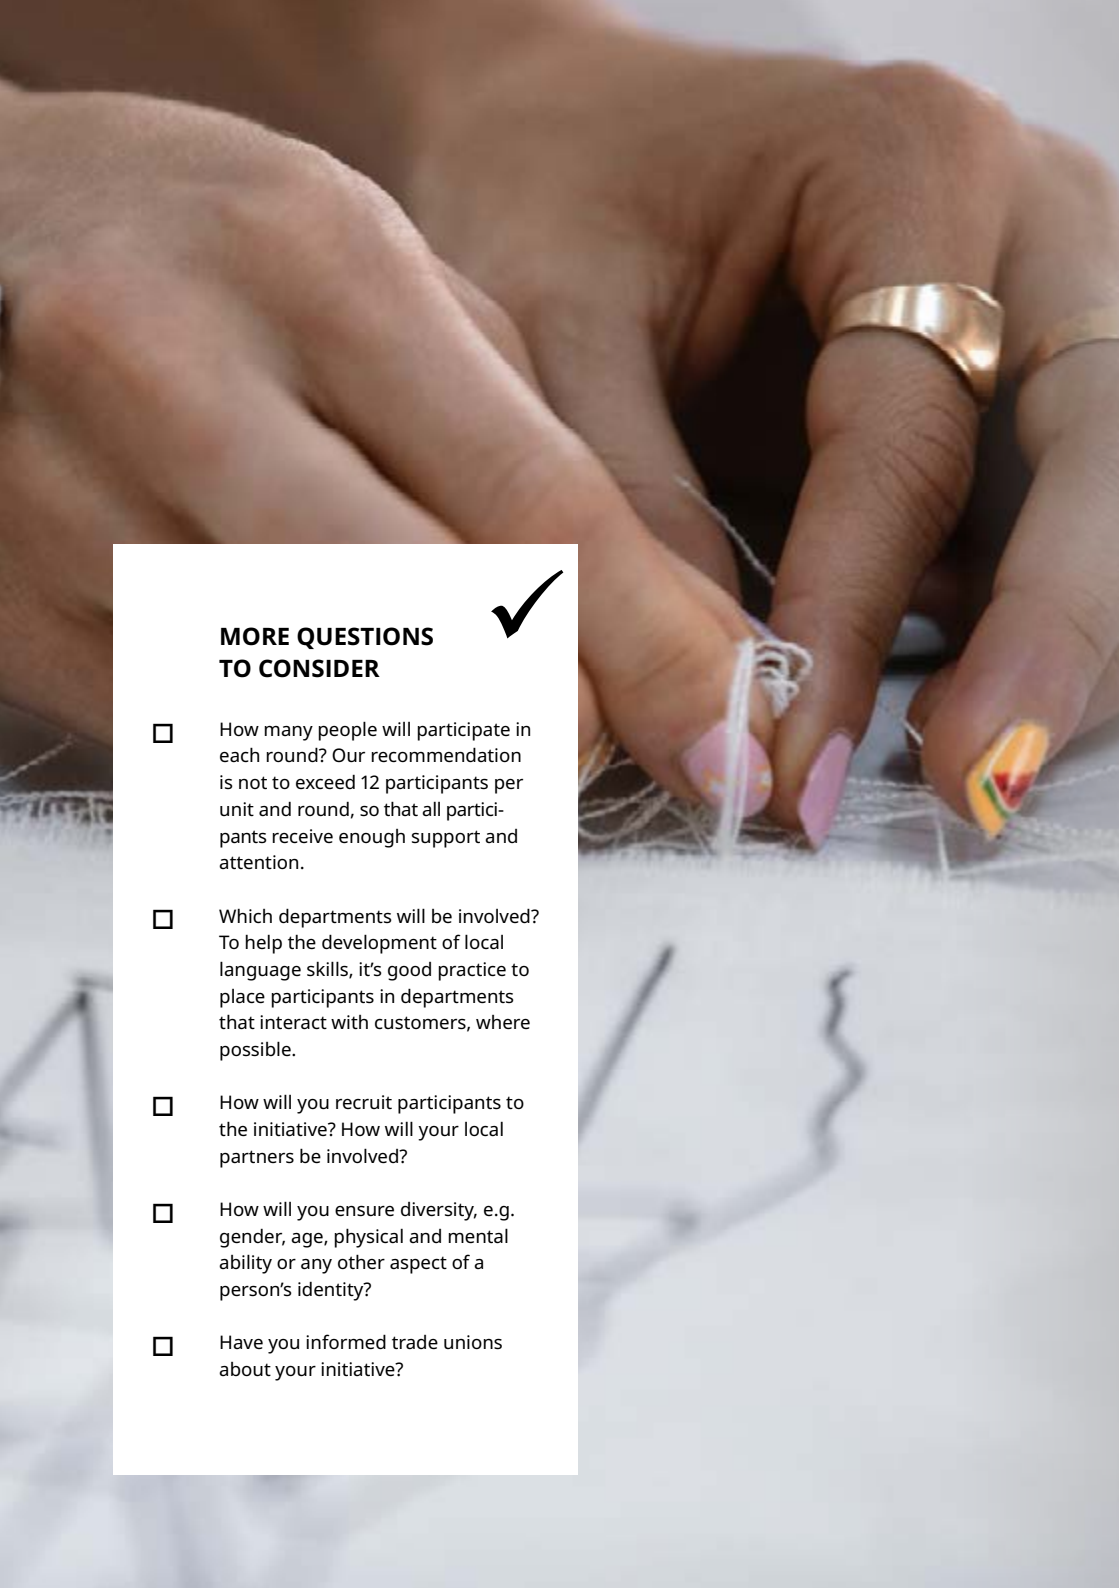 MORE QUESTIONS
TO CONSIDER
How many people will participate in
each round? Our recommendation
is not to exceed 12 participants per
unit and round, so that all partici-
pants receive enough support and
attention.
Which departments will be involved?
To help the development of local
language skills, it’s good practice to
place participants in departments
that interact with customers, where
possible.
How will you recruit participants to
the initiative? How will your local
partners be involved?
How will you ensure diversity, e.g.
gender, age, physical and mental
ability or any other aspect of a
person’s identity?
Have you informed trade unions
about your initiative?